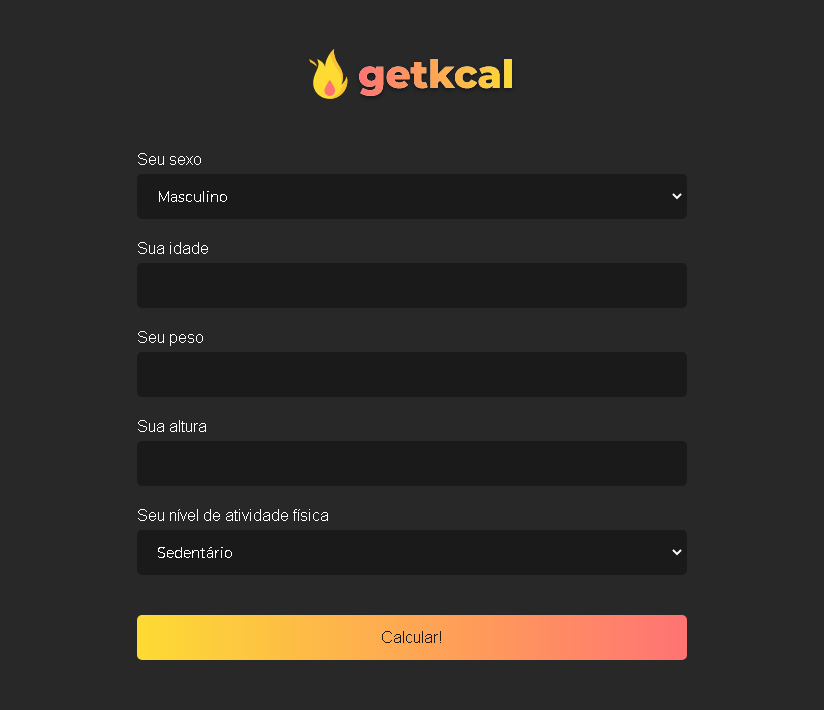 getkcal
Seu sexo
Masculino
Sua idade
Seu peso
Sua altura
Seu nível de atividade física
Sedentário
Calcular!